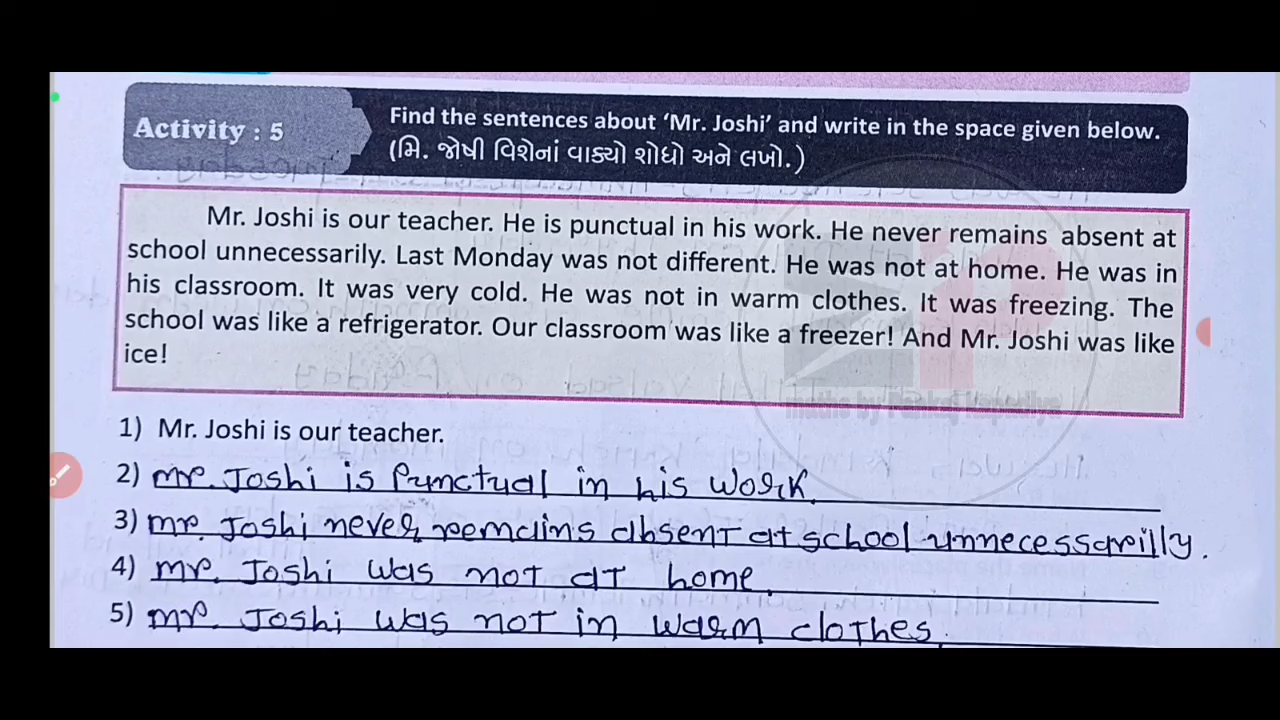 Activity : 5
Find the sentences about ‘Mr. Joshi’ and write in the space given below.
(મિ. જોષી વિશેનાં વાક્યો શોધો અને લખો.)
Mr. Joshi is our teacher. He is punctual in his work. He never remains absent at
school unnecessarily. Last Monday was not different. He was not at home. He was in
his classroom. It was very cold. He was not in warm clothes. It was freezing. The
school was like a refrigerator. Our classroom was like a freezer! And Mr. Joshi was like
ice!
maths by Pankaj Kapadiya
1) Mr. Joshi is our teacher.
2) mr. Joshi is Punctual in his work.
3) mr. Joshi never remains absent at school unnecessarilly.
4) mr. Joshi was not at home.
5) mr. Joshi was not in warm clothes.